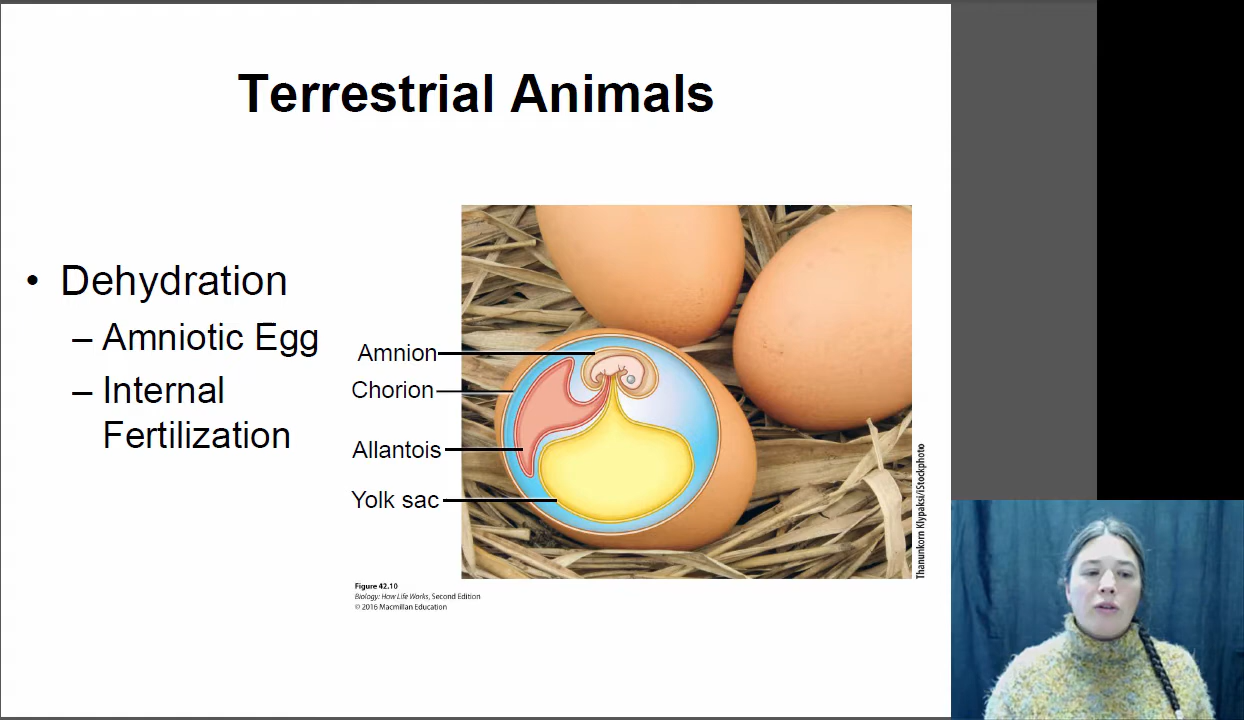 Terrestrial Animals
• Dehydration
– Amniotic Egg
– Internal
Fertilization
Amnion
Chorion
Allantois
Yolk sac
Thanunkorn Klypaksi/iStockphoto
Figure 42.10
Biology: How Life Works, Second Edition
© 2016 Macmillan Education